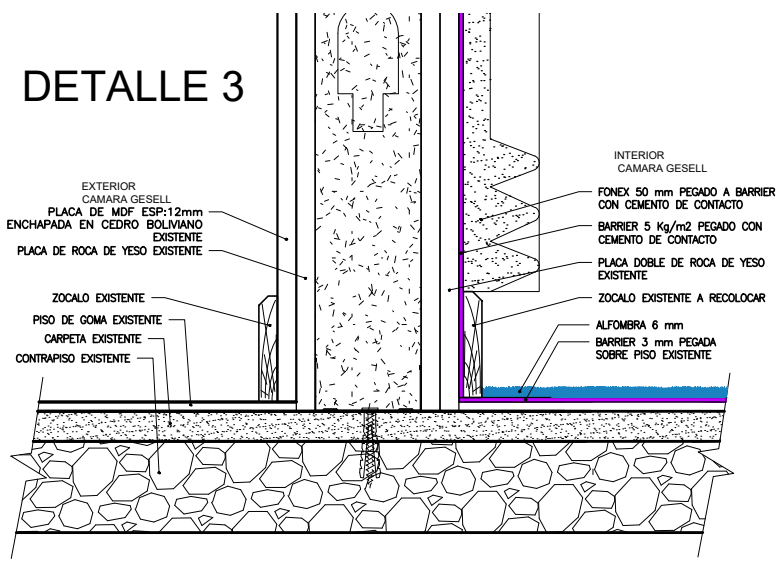 DETALLE 3
EXTERIOR
CAMARA GESELL
PLACA DE MDF ESP:12mm
ENCHAPADA EN CEDRO BOLIVIANO
EXISTENTE
PLACA DE ROCA DE YESO EXISTENTE
ZOCALO EXISTENTE
PISO DE GOMA EXISTENTE
CARPETA EXISTENTE
CONTRAPISO EXISTENTE
INTERIOR
CAMARA GESELL
FONEX 50 mm PEGADO A BARRIER
CON CEMENTO DE CONTACTO
BARRIER 5 Kg/m2 PEGADO CON
CEMENTO DE CONTACTO
PLACA DOBLE DE ROCA DE YESO
EXISTENTE
ZOCALO EXISTENTE A RECOLOCAR
ALFOMBRA 6 mm
BARRIER 3 mm PEGADA
SOBRE PISO EXISTENTE